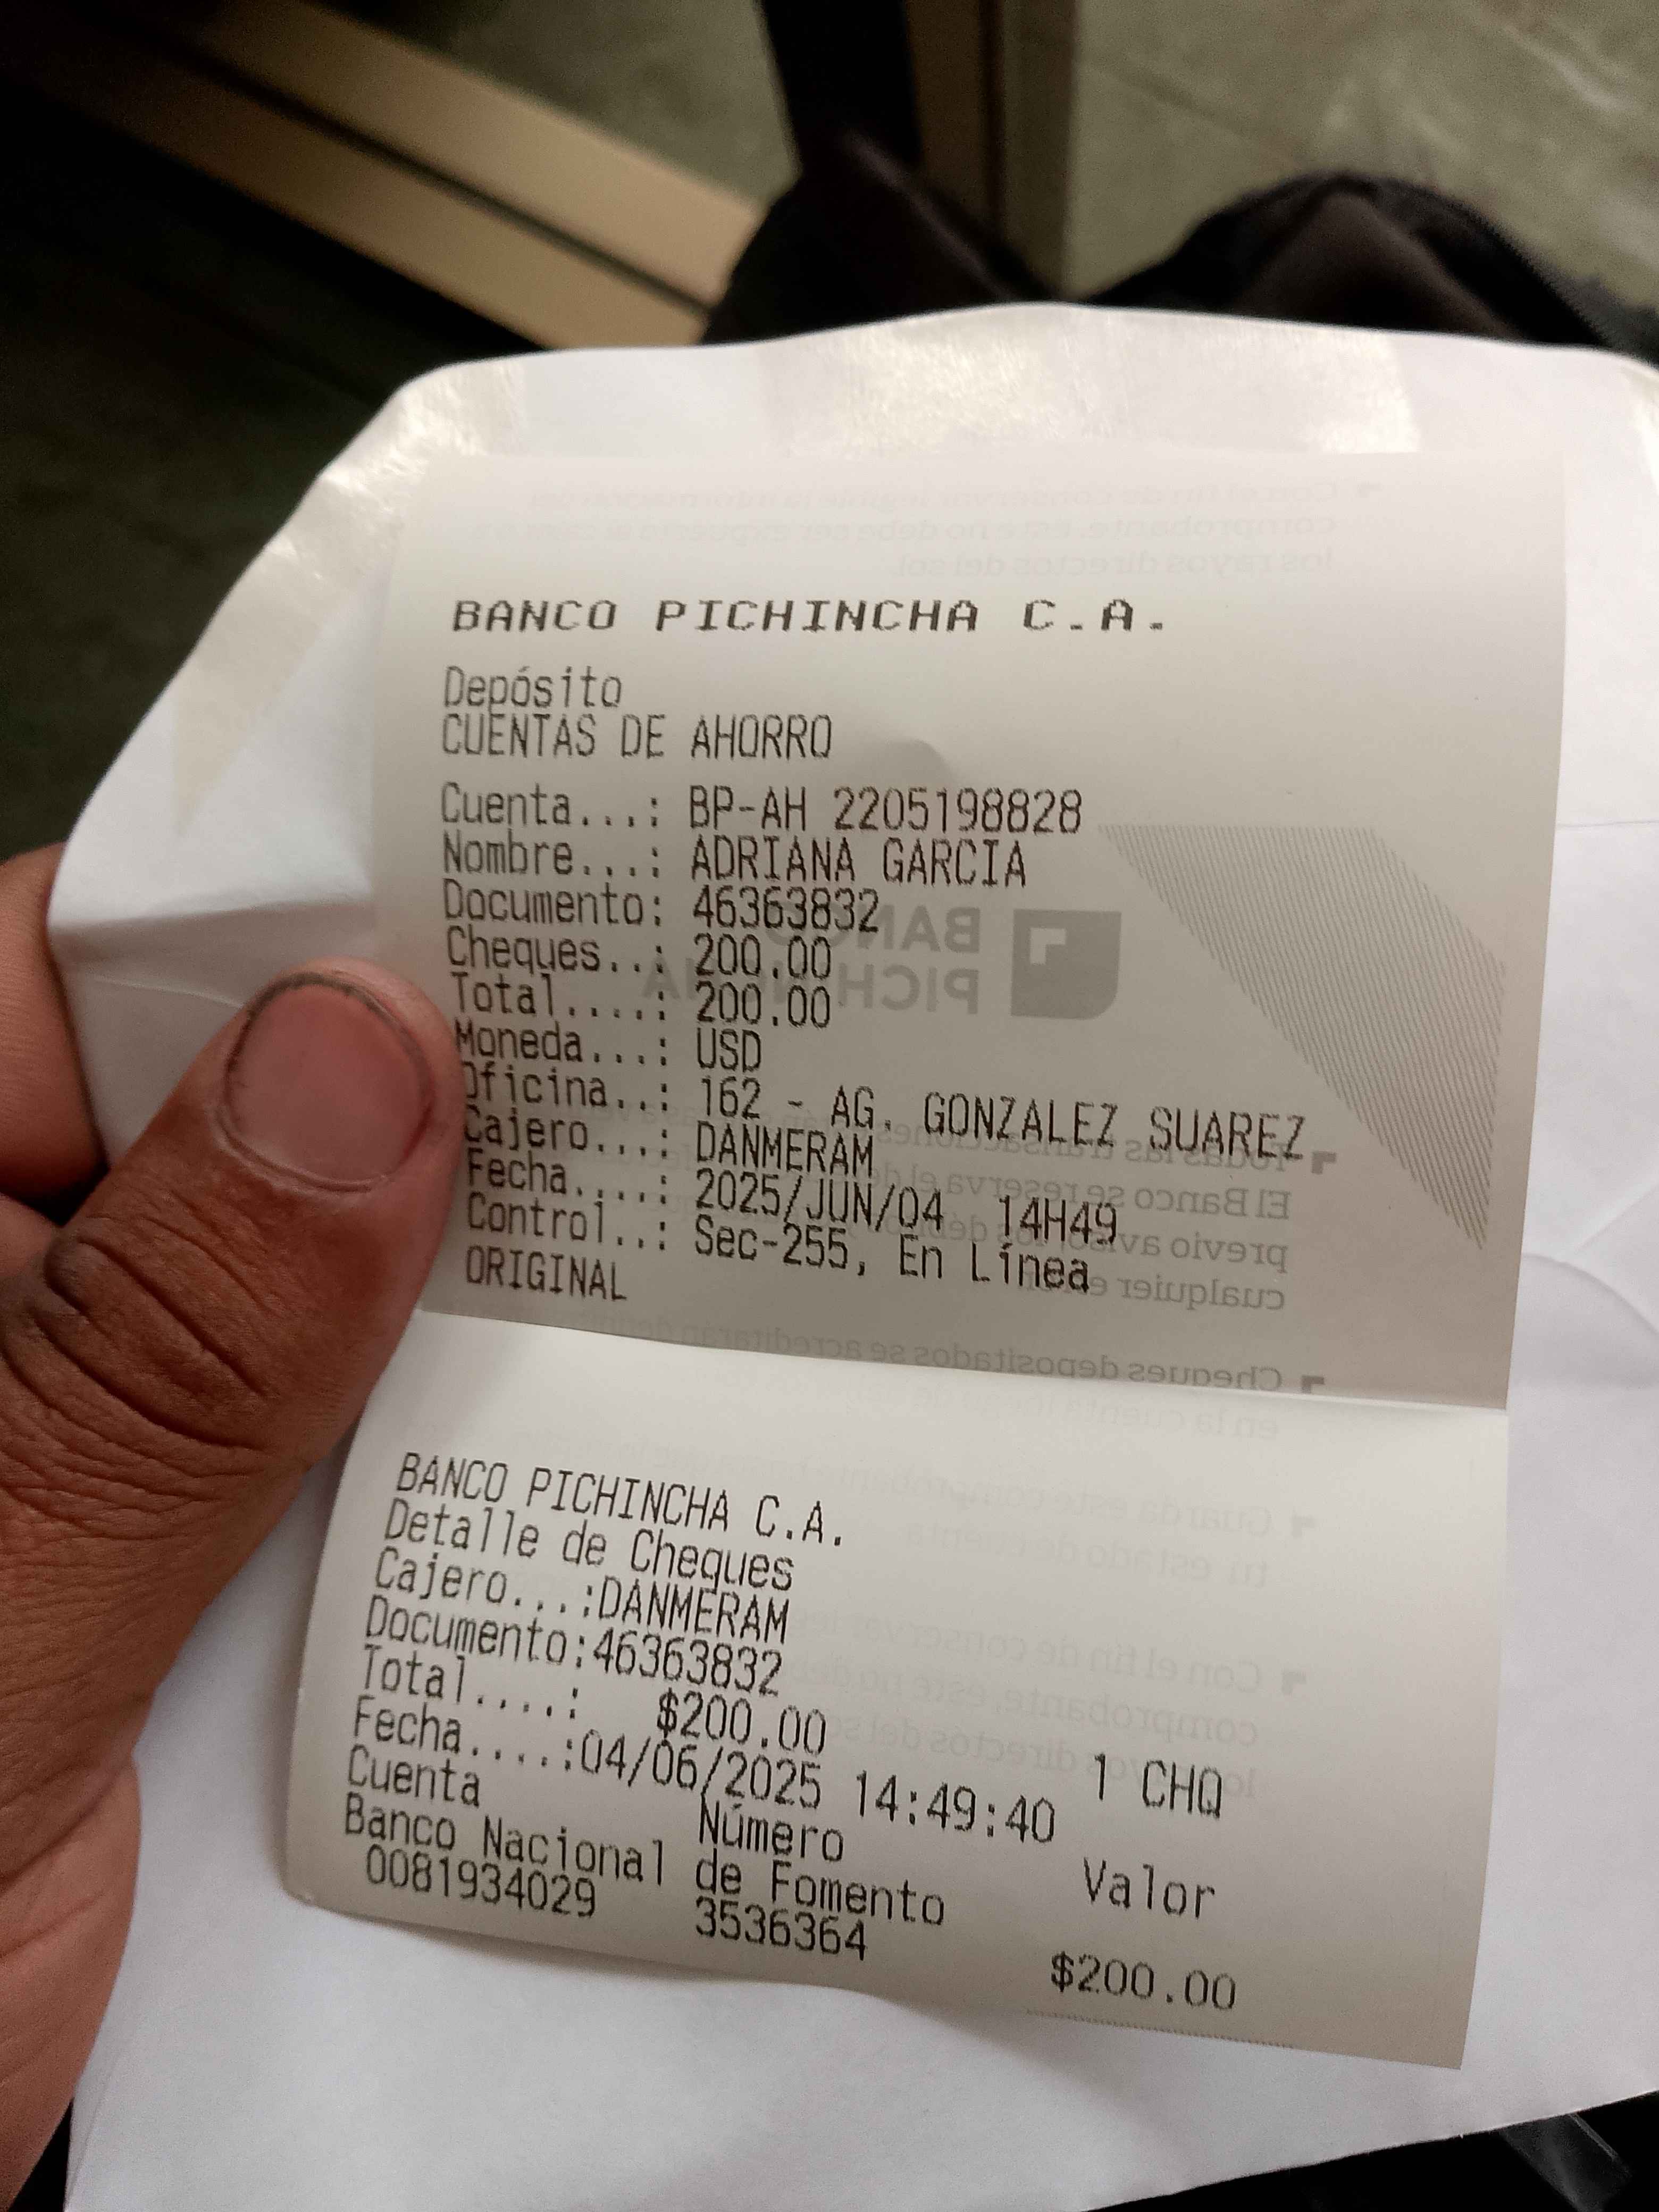 BANCO PICHINCHA C.A.
Depósito
CUENTAS DE AHORRO
Cuenta...: BP-AH 2205198828
Nombre...: ADRIANA GARCIA
Documento: 46363832
Cheques..: 200.00
Total....: 200.00
Moneda...: USD
Oficina..: 162 - AG. GONZALEZ SUAREZ
Cajero...: DANMERAM
Fecha....: 2025/JUN/04 14H49
Control..: Sec-255, En Línea
ORIGINAL
BANCO PICHINCHA C.A.
Detalle de Cheques
Cajero...:DANMERAM
Documento:46363832
Total....: $200.00 1 CHQ
Fecha....:04/06/2025 14:49:40
Cuenta Número Valor
Banco Nacional de Fomento
0081934029 3536364 $200.00